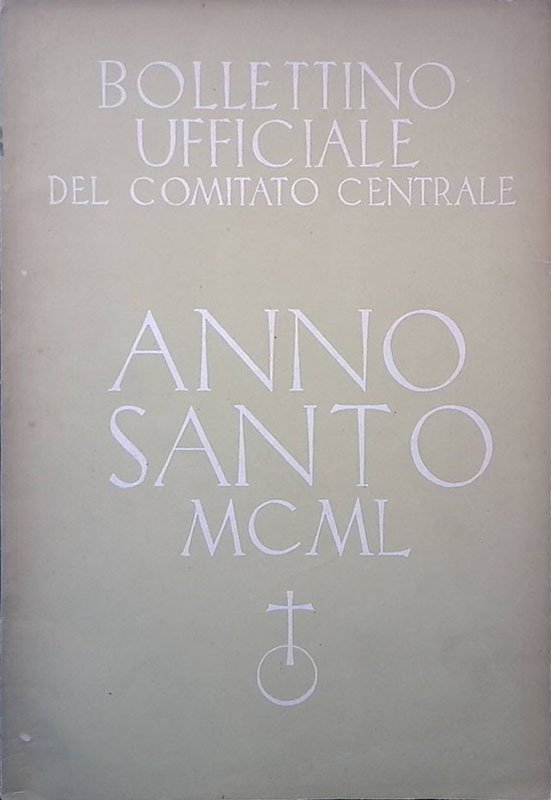 BOLLETTINO
UFFICIALE
DEL COMITATO CENTRALE
ANNO
SANTO
MCML